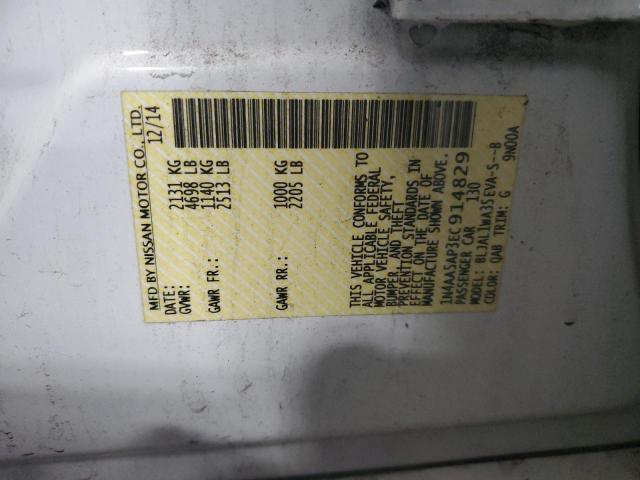 MFD BY NISSAN MOTOR CO., LTD.
DATE: 12/14
GVWR: 2131 KG
4698 LB
GAWR FR.: 1140 KG
2513 LB
GAWR RR.: 1000 KG
2205 LB
THIS VEHICLE CONFORMS TO
ALL APPLICABLE FEDERAL
MOTOR VEHICLE SAFETY,
BUMPER, AND THEFT
PREVENTION STANDARDS IN
EFFECT ON THE DATE OF
MANUFACTURE SHOWN ABOVE.
1N4AA5AP3EC914829
PASSENGER CAR 130
MODEL: BLJAL1WA35EVA-S--B
COLOR: QAB TRIM: G 9N00A